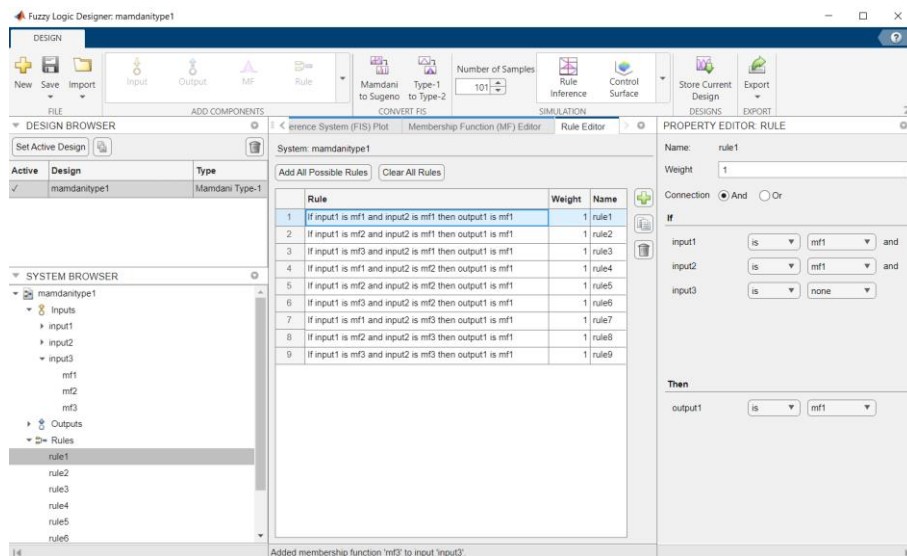 Fuzzy Logic Designer: mamdanitype1
DESIGN
New Save Import Input Output MF Rule Mamdani to Sugeno Type-1 to Type-2 Number of Samples 101 Rule Inference Control Surface Store Current Design Export
FILE ADD COMPONENTS CONVERT FIS SIMULATION DESIGNS EXPORT
DESIGN BROWSER
Set Active Design
Active Design Type
✓ mamdanitype1 Mamdani Type-1
SYSTEM BROWSER
mamdanitype1
Inputs
input1
input2
input3
mf1
mf2
mf3
Outputs
Rules
rule1
rule2
rule3
rule4
rule5
rule6
erence System (FIS) Plot Membership Function (MF) Editor Rule Editor
System: mamdanitype1
Add All Possible Rules Clear All Rules
Rule Weight Name
1 If input1 is mf1 and input2 is mf1 then output1 is mf1 1 rule1
2 If input1 is mf2 and input2 is mf1 then output1 is mf1 1 rule2
3 If input1 is mf3 and input2 is mf1 then output1 is mf1 1 rule3
4 If input1 is mf1 and input2 is mf2 then output1 is mf1 1 rule4
5 If input1 is mf2 and input2 is mf2 then output1 is mf1 1 rule5
6 If input1 is mf3 and input2 is mf2 then output1 is mf1 1 rule6
7 If input1 is mf1 and input2 is mf3 then output1 is mf1 1 rule7
8 If input1 is mf2 and input2 is mf3 then output1 is mf1 1 rule8
9 If input1 is mf3 and input2 is mf3 then output1 is mf1 1 rule9
Added membership function 'mf3' to input 'input3'.
PROPERTY EDITOR: RULE
Name: rule1
Weight 1
Connection And Or
If
input1 is mf1 and
input2 is mf1 and
input3 is none
Then
output1 is mf1